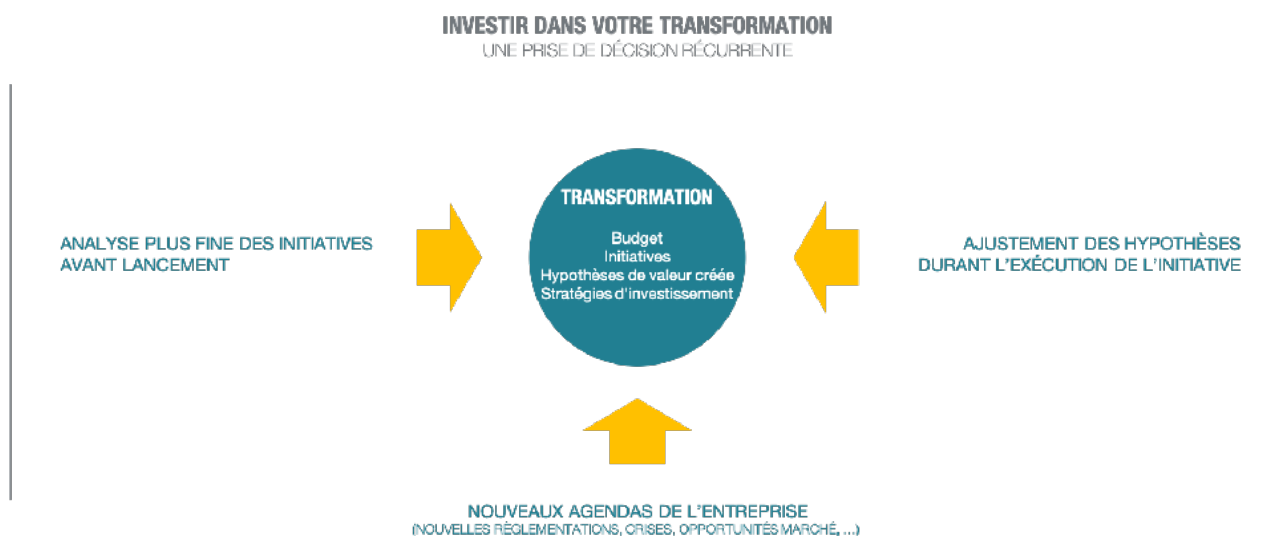 INVESTIR DANS VOTRE TRANSFORMATION
UNE PRISE DE DÉCISION RÉCURRENTE
TRANSFORMATION
Budget
Initiatives
Hypothèses de valeur créée
Stratégies d'investissement
ANALYSE PLUS FINE DES INITIATIVES
AVANT LANCEMENT
AJUSTEMENT DES HYPOTHÈSES
DURANT L'EXÉCUTION DE L'INITIATIVE
NOUVEAUX AGENDAS DE L'ENTREPRISE
(NOUVELLES RÈGLEMENTATIONS, CRISES, OPPORTUNITÉS MARCHÉ, ...)